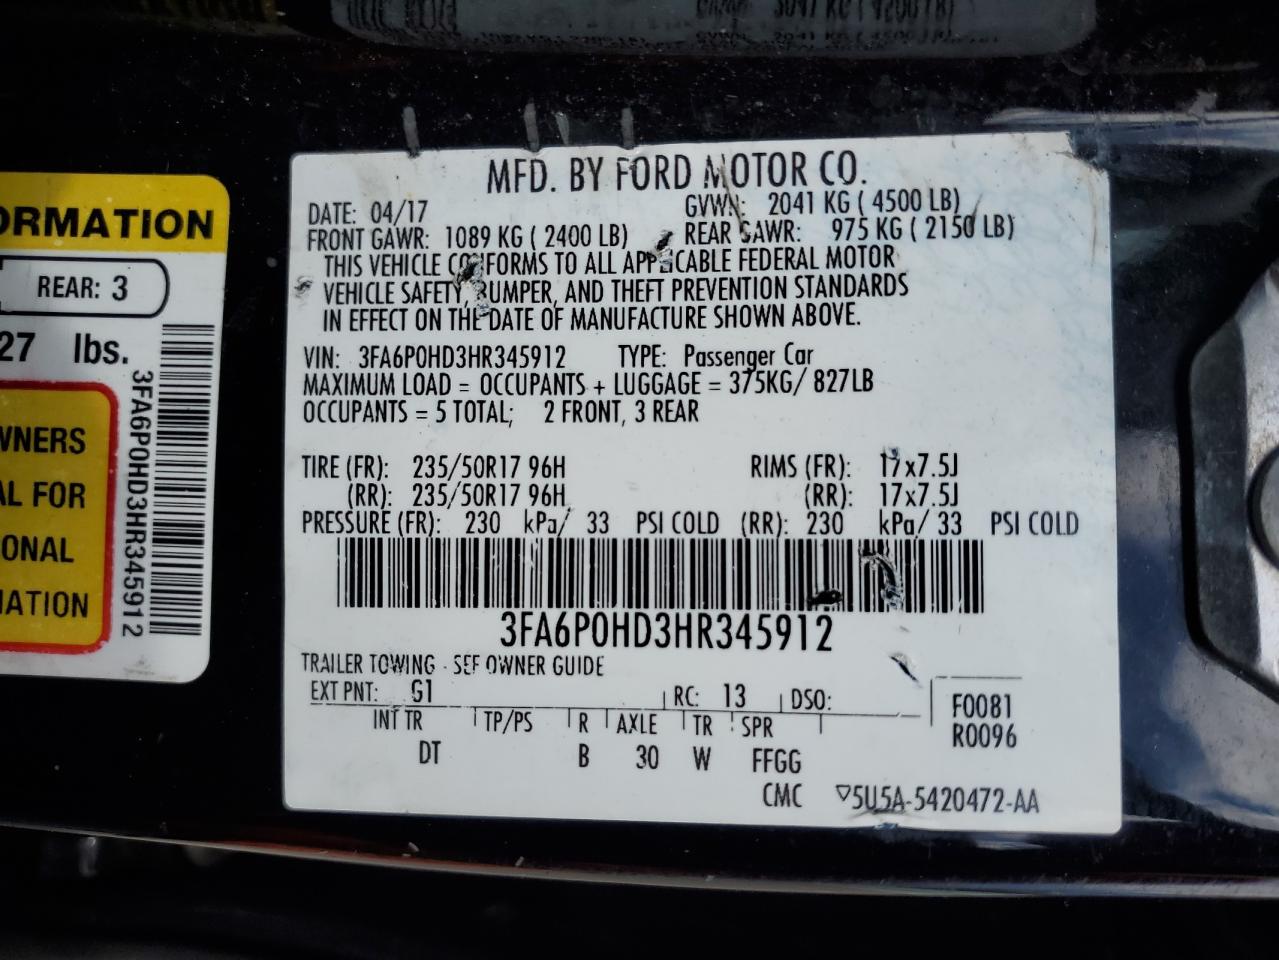 MFD. BY FORD MOTOR CO.
DATE: 04/17 GVWR: 2041 KG ( 4500 LB)
FRONT GAWR: 1089 KG ( 2400 LB) REAR GAWR: 975 KG ( 2150 LB)
THIS VEHICLE CONFORMS TO ALL APPLICABLE FEDERAL MOTOR
VEHICLE SAFETY, BUMPER, AND THEFT PREVENTION STANDARDS
IN EFFECT ON THE DATE OF MANUFACTURE SHOWN ABOVE.
VIN: 3FA6P0HD3HR345912 TYPE: Passenger Car
MAXIMUM LOAD = OCCUPANTS + LUGGAGE = 375KG/ 827LB
OCCUPANTS = 5 TOTAL; 2 FRONT, 3 REAR
TIRE (FR): 235/50R17 96H RIMS (FR): 17x7.5J
(RR): 235/50R17 96H (RR): 17x7.5J
PRESSURE (FR): 230 kPa/ 33 PSI COLD (RR): 230 kPa/ 33 PSI COLD
3FA6P0HD3HR345912
TRAILER TOWING - SEE OWNER GUIDE
EXT PNT: G1 RC: 13 DSO:
INT TR TP/PS R AXLE TR SPR
DT B 30 W FFGG
F0081
R0096
CMC ▽5U5A-5420472-AA
ORMATION
REAR: 3
27 lbs.
WNERS
AL FOR
IONAL
MATION
3FA6P0HD3HR345912